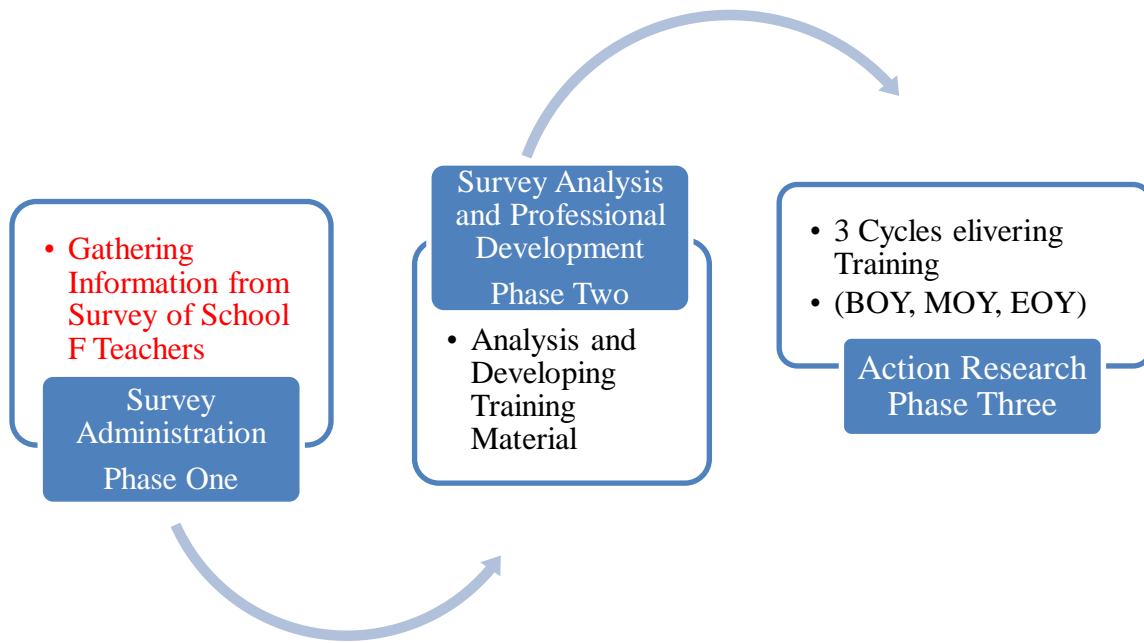 • Gathering
Information from
Survey of School
F Teachers
Survey
Administration
Phase One
Survey Analysis
and Professional
Development
Phase Two
• Analysis and
Developing
Training
Material
• 3 Cycles elivering
Training
• (BOY, MOY, EOY)
Action Research
Phase Three